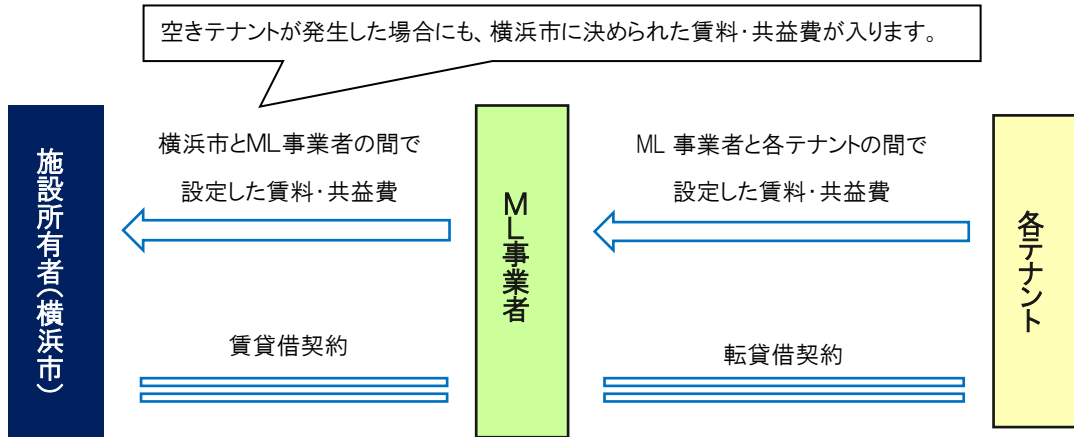 空きテナントが発生した場合にも、横浜市に決められた賃料・共益費が入ります。
施設所有者(横浜市)
横浜市とML事業者の間で
設定した賃料・共益費
賃貸借契約
ML事業者
ML 事業者と各テナントの間で
設定した賃料・共益費
転貸借契約
各テナント